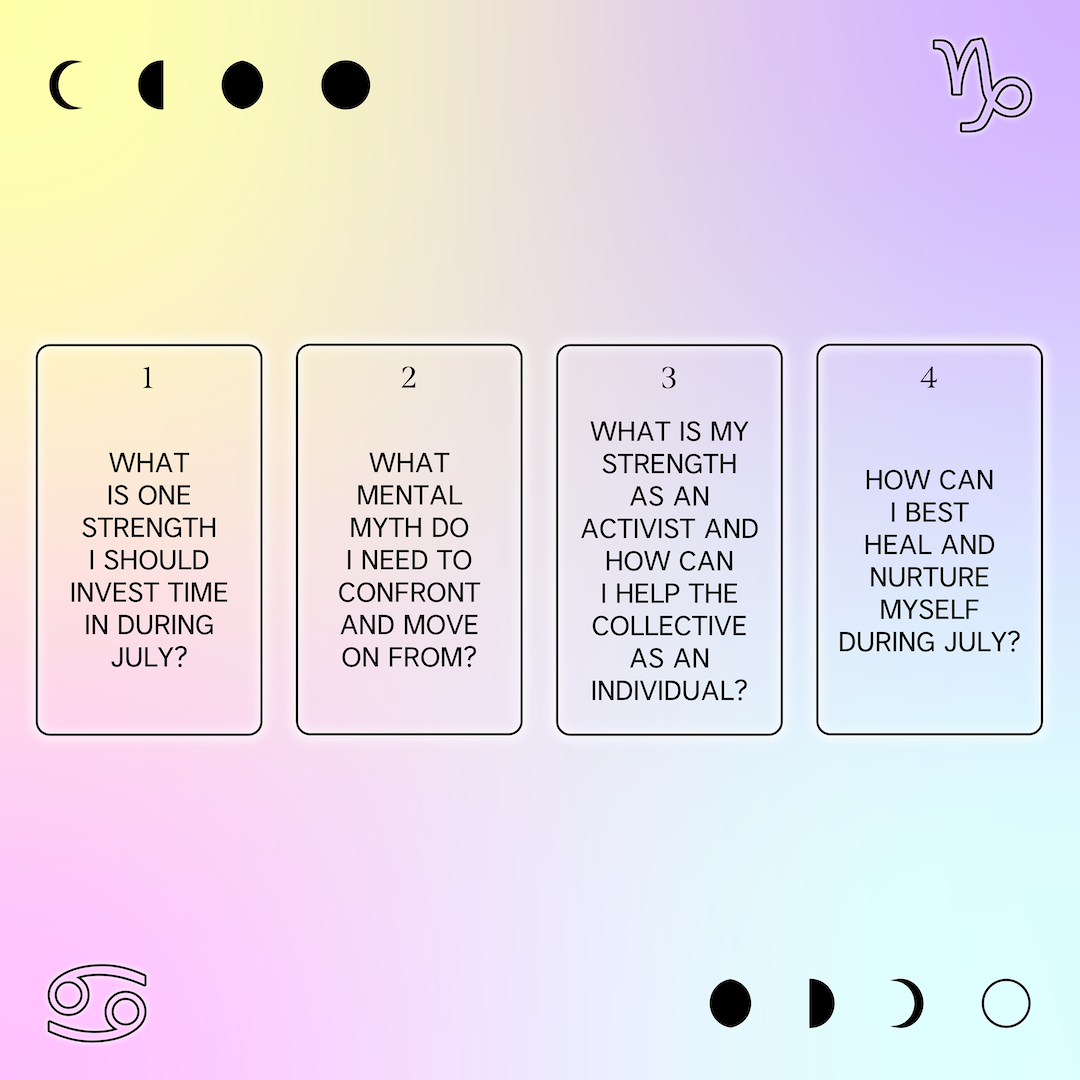 1
WHAT
IS ONE
STRENGTH
I SHOULD
INVEST TIME
IN DURING
JULY?
2
WHAT
MENTAL
MYTH DO
I NEED TO
CONFRONT
AND MOVE
ON FROM?
3
WHAT IS MY
STRENGTH
AS AN
ACTIVIST AND
HOW CAN
I HELP THE
COLLECTIVE
AS AN
INDIVIDUAL?
4
HOW CAN
I BEST
HEAL AND
NURTURE
MYSELF
DURING JULY?